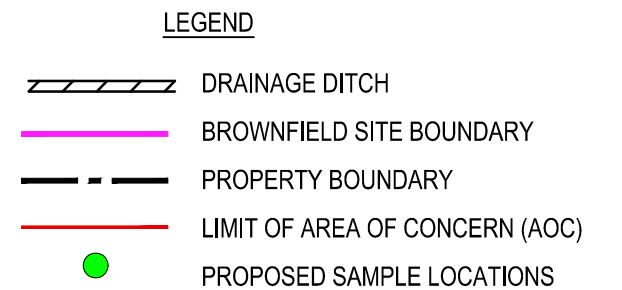 LEGEND
DRAINAGE DITCH
BROWNFIELD SITE BOUNDARY
PROPERTY BOUNDARY
LIMIT OF AREA OF CONCERN (AOC)
PROPOSED SAMPLE LOCATIONS